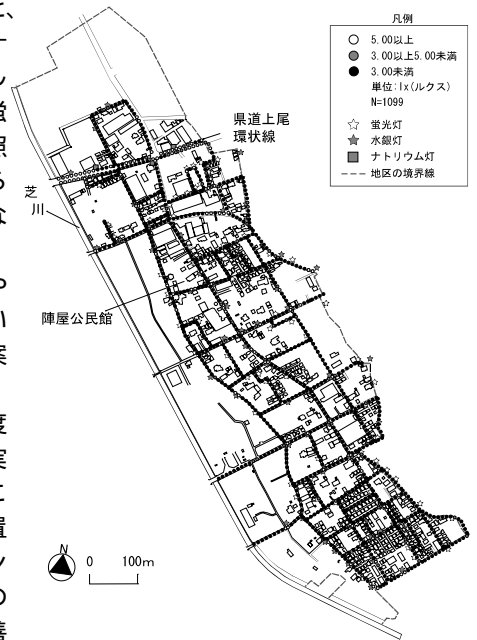 凡例
5.00以上
3.00以上5.00未満
3.00未満
単位:lx(ルクス)
N=1099
蛍光灯
水銀灯
ナトリウム灯
地区の境界線
県道上尾
環状線
芝
川
陣屋公民館
N
0 100m